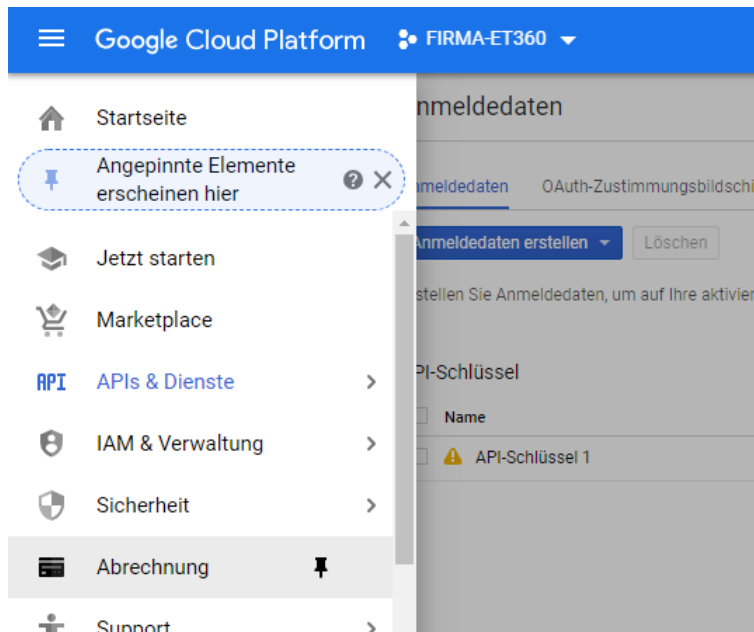 Google Cloud Platform FIRMA-ET360
Startseite
Angepinnte Elemente
erscheinen hier
Jetzt starten
Marketplace
API APIs & Dienste
IAM & Verwaltung
Sicherheit
Abrechnung
Support
nmeldedaten
nmeldedaten OAuth-Zustimmungsbildschi
Anmeldedaten erstellen Löschen
stellen Sie Anmeldedaten, um auf Ihre aktivier
PI-Schlüssel
Name
API-Schlüssel 1